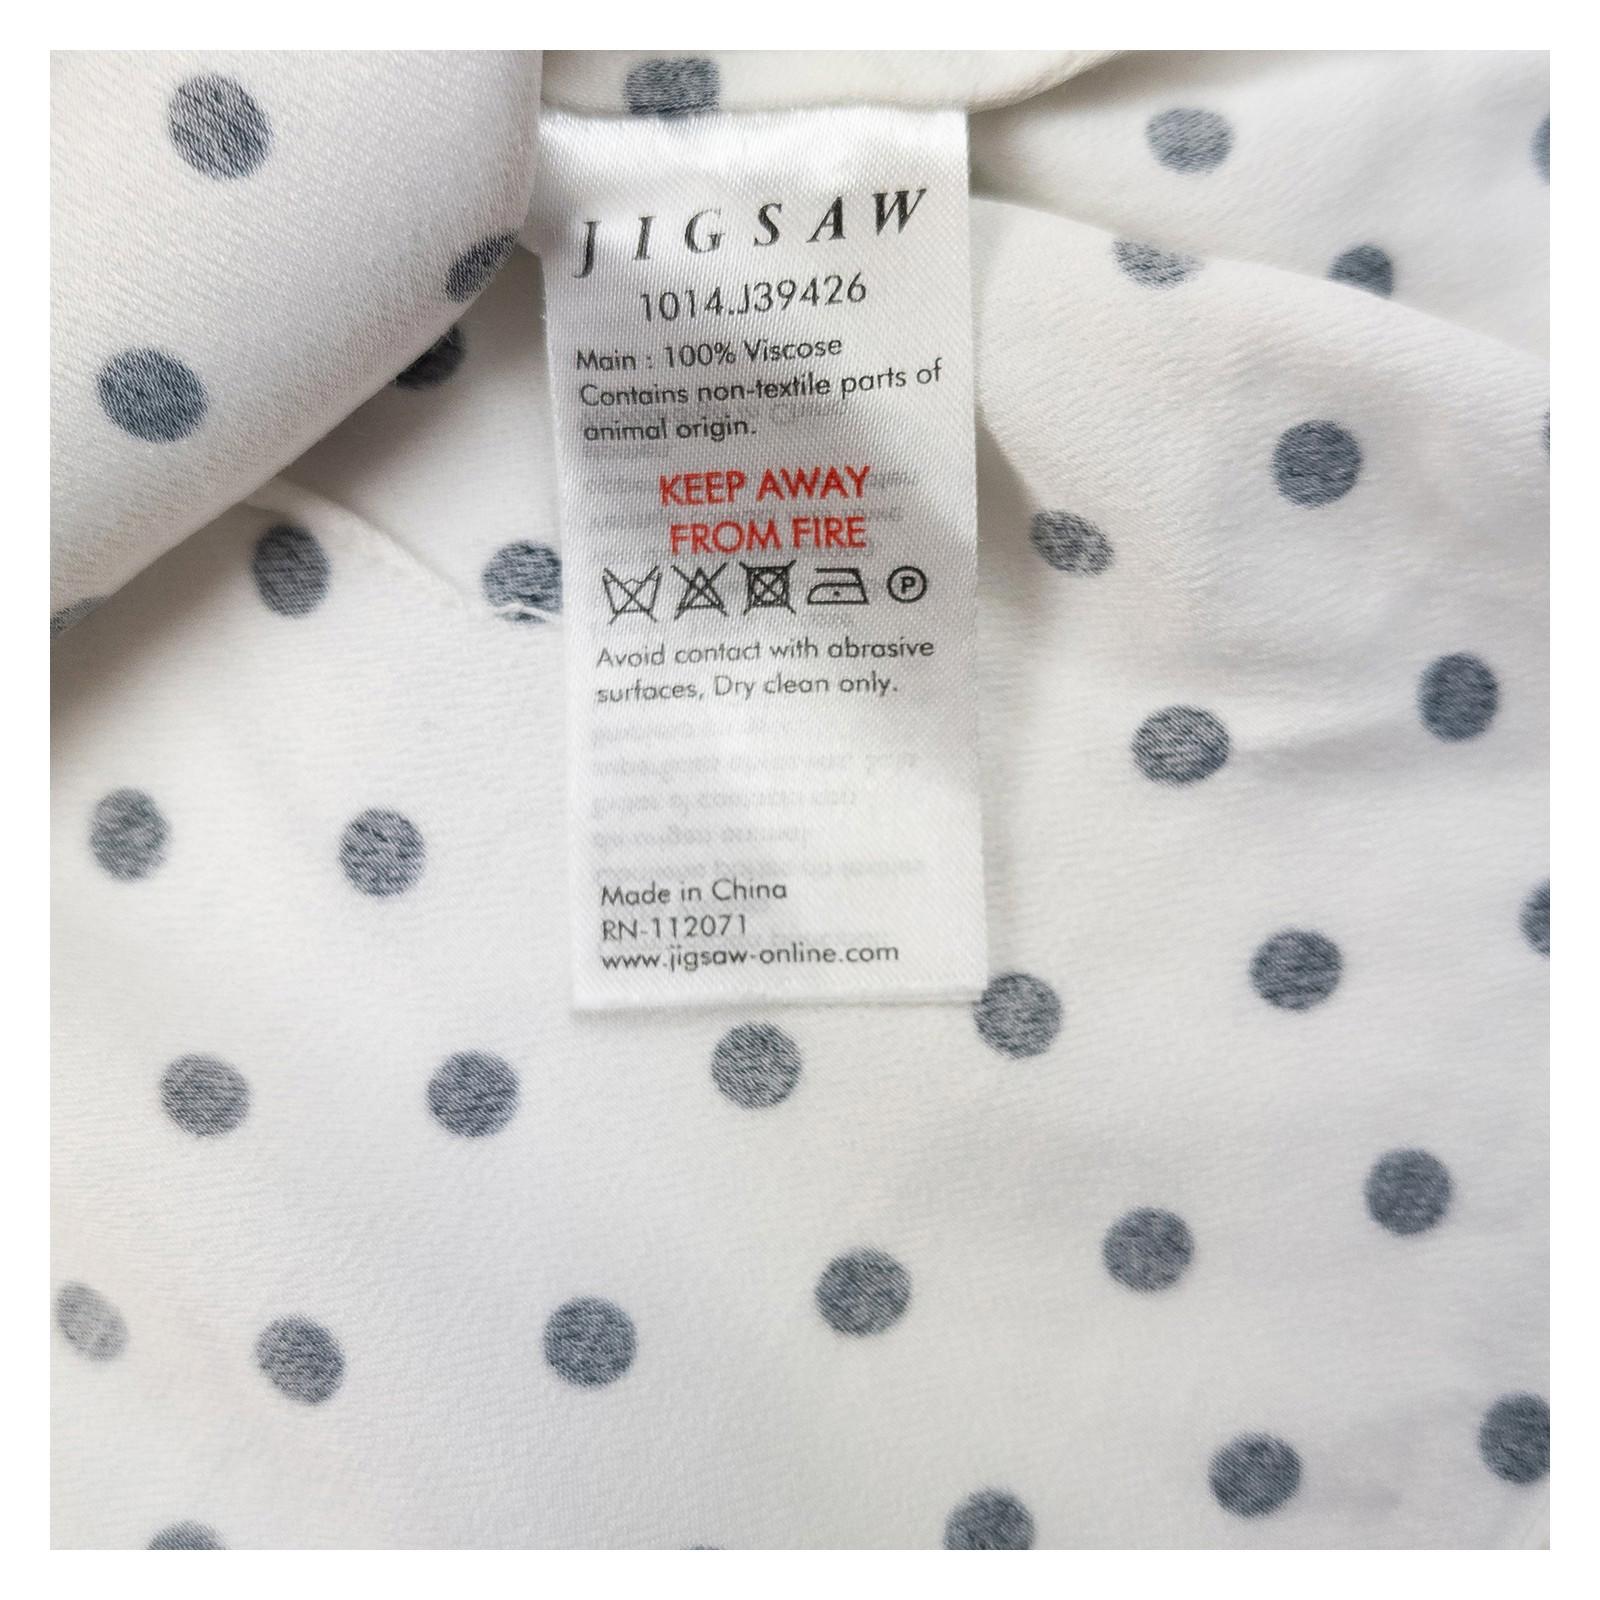 JIGSAW
1014.J39426
Main : 100% Viscose
Contains non-textile parts of
animal origin.
KEEP AWAY
FROM FIRE
P
Avoid contact with abrasive
surfaces, Dry clean only.
Made in China
RN-112071
www.jigsaw-online.com